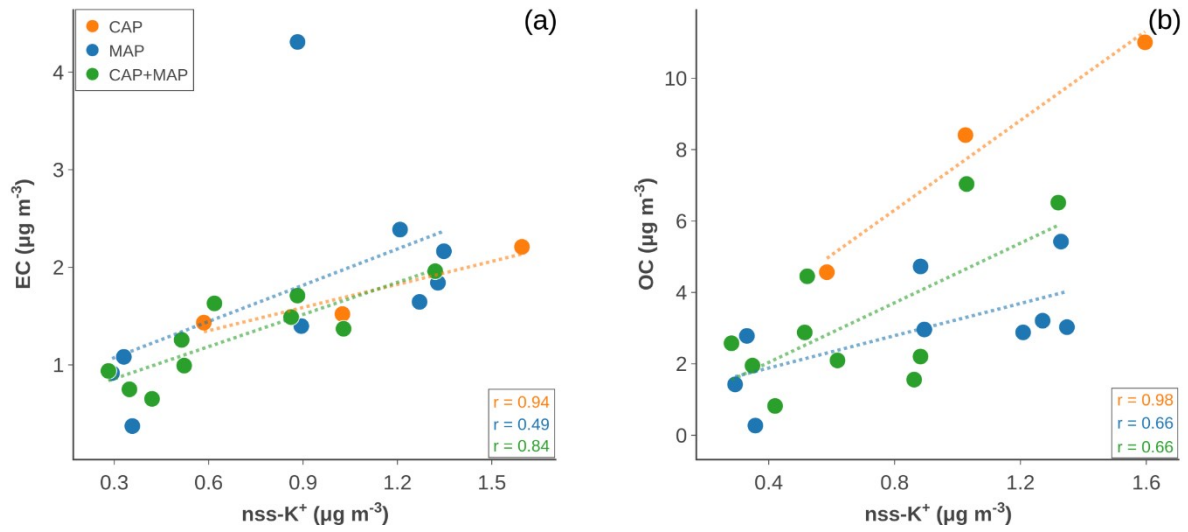 (a)
CAP
MAP
CAP+MAP
4
3
2
1
EC (μg m⁻³)
r = 0.94
r = 0.49
r = 0.84
0.3 0.6 0.9 1.2 1.5
nss-K⁺ (μg m⁻³)
(b)
10
8
6
4
2
0
OC (μg m⁻³)
r = 0.98
r = 0.66
r = 0.66
0.4 0.8 1.2 1.6
nss-K⁺ (μg m⁻³)